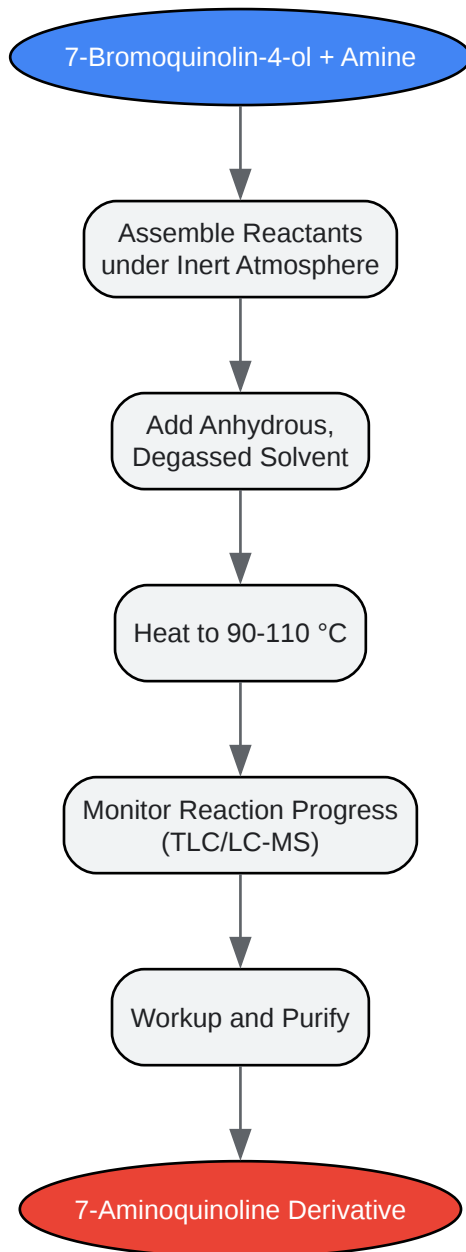 7-Bromoquinolin-4-ol + Amine
Assemble Reactants
under Inert Atmosphere
Add Anhydrous,
Degassed Solvent
Heat to 90-110 °C
Monitor Reaction Progress
(TLC/LC-MS)
Workup and Purify
7-Aminoquinoline Derivative